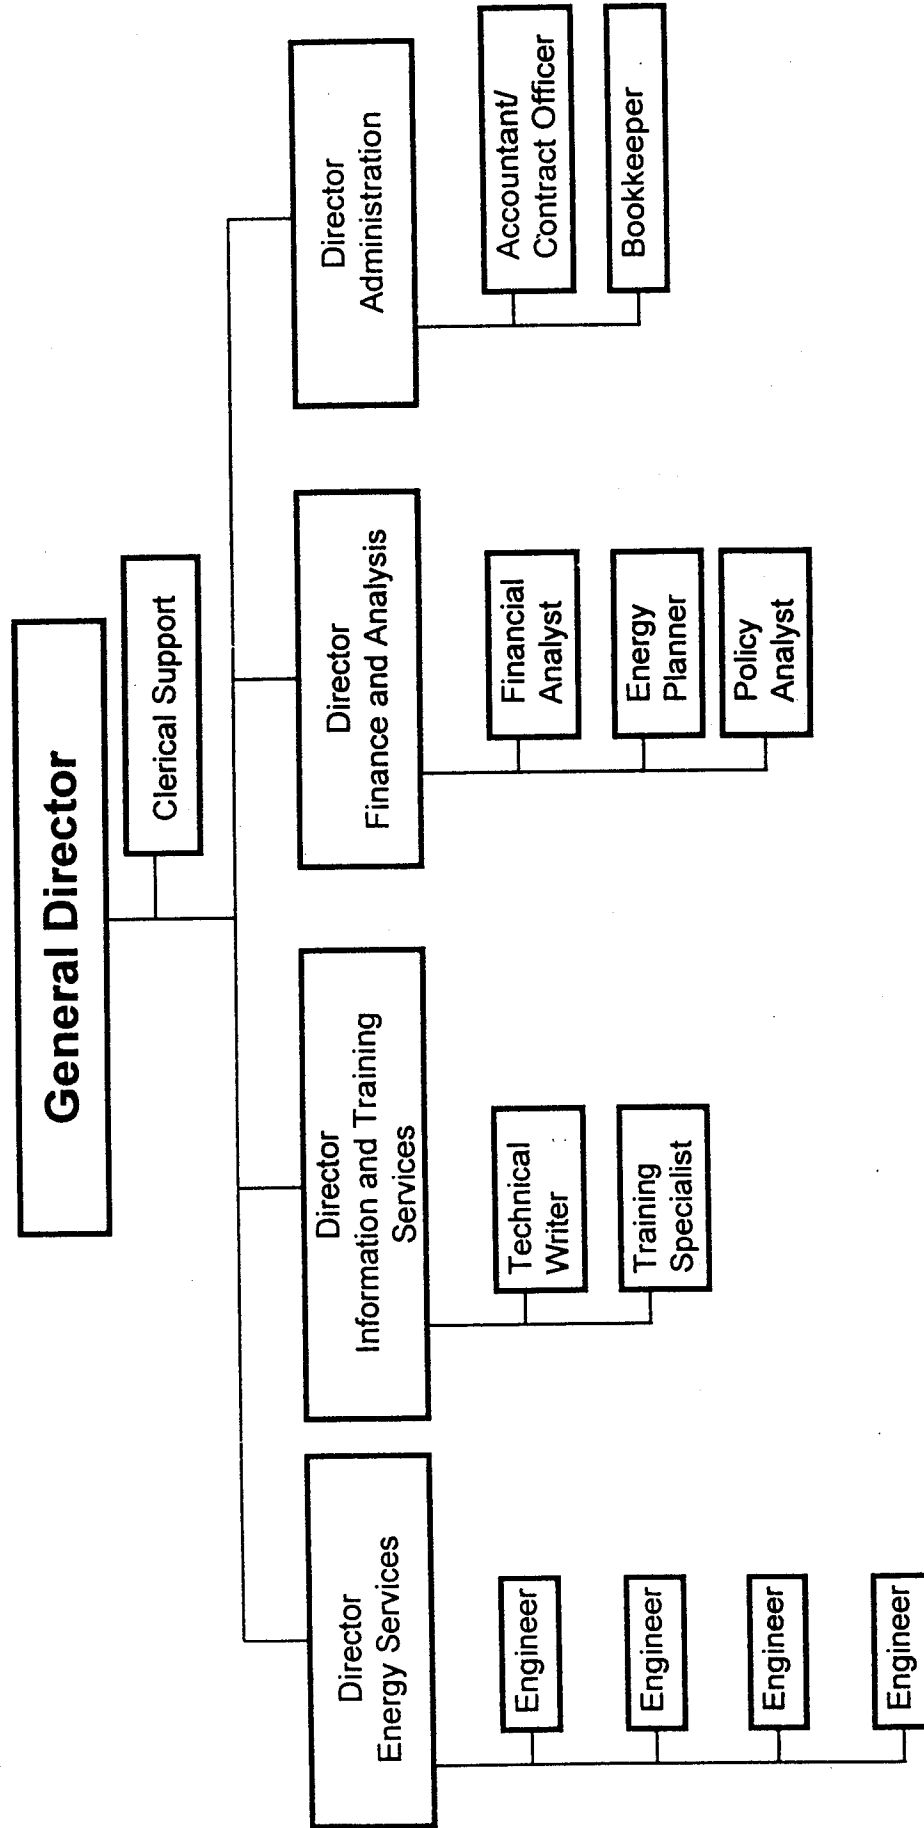 General Director
Clerical Support
Director
Energy Services
Engineer
Engineer
Engineer
Engineer
Director
Information and Training
Services
Technical
Writer
Training
Specialist
Director
Finance and Analysis
Financial
Analyst
Energy
Planner
Policy
Analyst
Director
Administration
Accountant/
Contract Officer
Bookkeeper